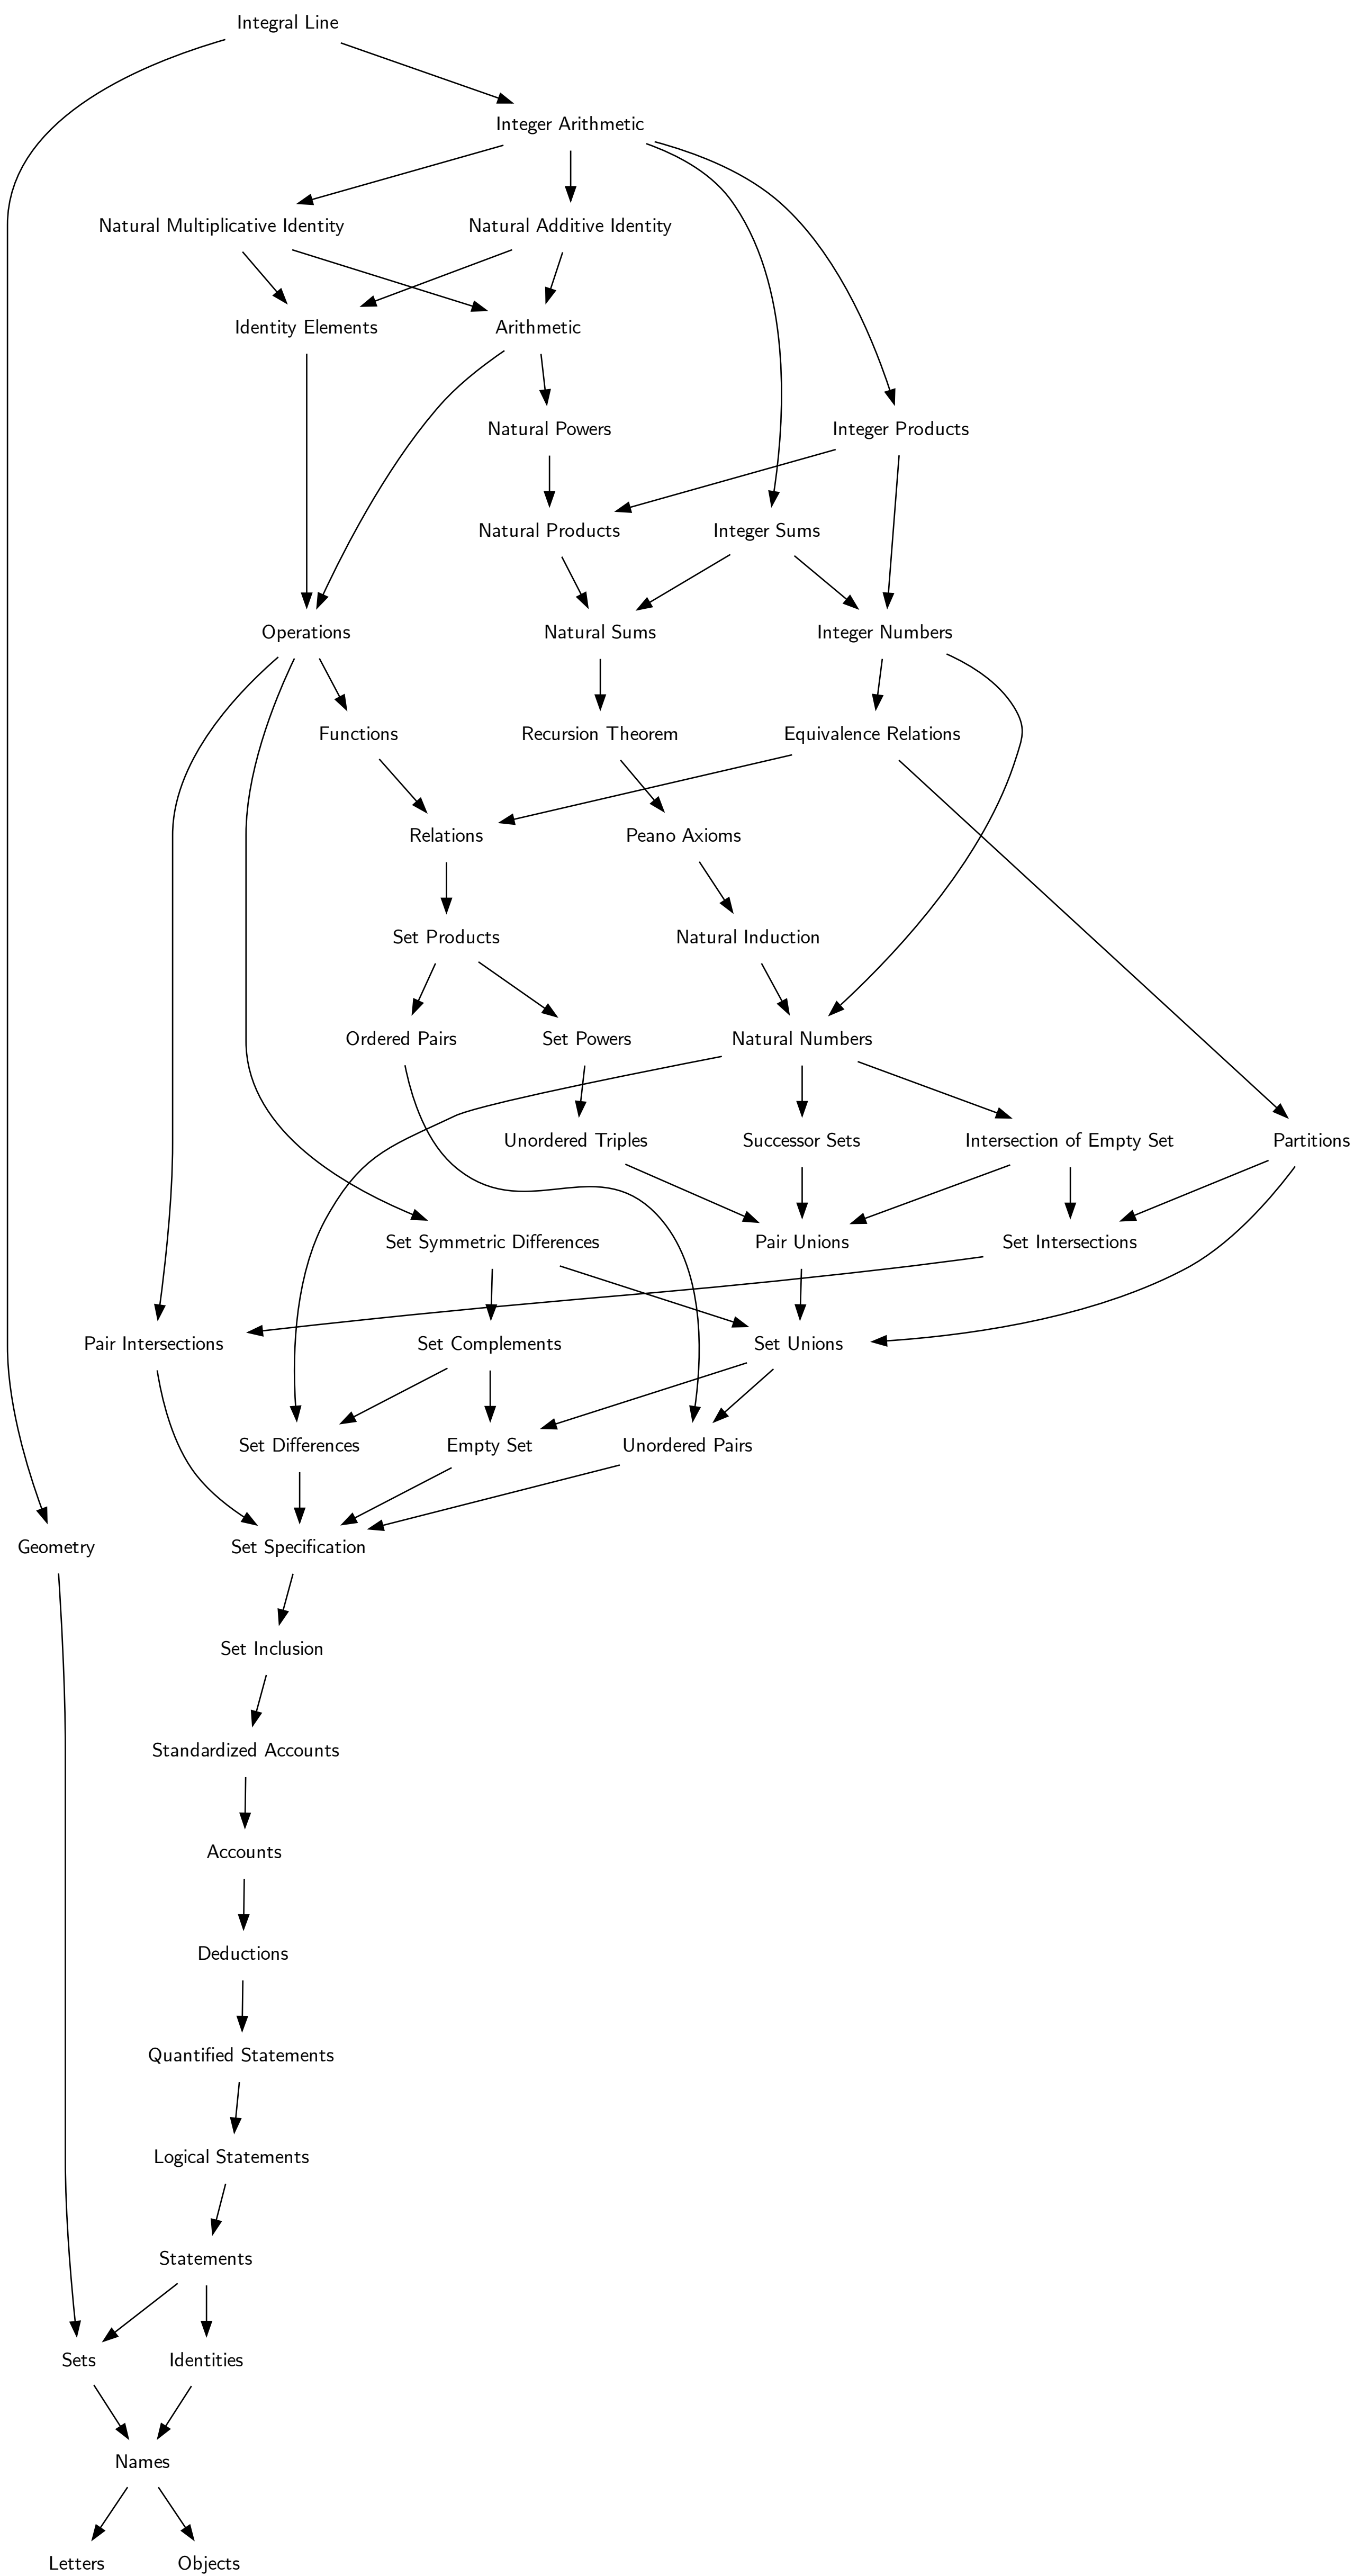 Integral Line
Integer Arithmetic
Natural Multiplicative Identity
Natural Additive Identity
Identity Elements
Arithmetic
Natural Powers
Integer Products
Natural Products
Integer Sums
Operations
Natural Sums
Integer Numbers
Functions
Recursion Theorem
Equivalence Relations
Relations
Peano Axioms
Set Products
Natural Induction
Ordered Pairs
Set Powers
Natural Numbers
Unordered Triples
Successor Sets
Intersection of Empty Set
Partitions
Set Symmetric Differences
Pair Unions
Set Intersections
Pair Intersections
Set Complements
Set Unions
Set Differences
Empty Set
Unordered Pairs
Geometry
Set Specification
Set Inclusion
Standardized Accounts
Accounts
Deductions
Quantified Statements
Logical Statements
Statements
Sets
Identities
Names
Letters
Objects